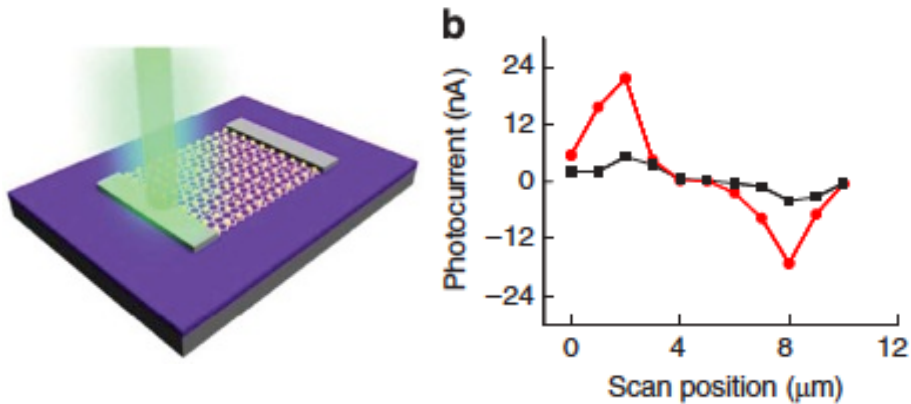 b
Photocurrent (nA)
24
12
0
−12
−24
0 4 8 12
Scan position (μm)